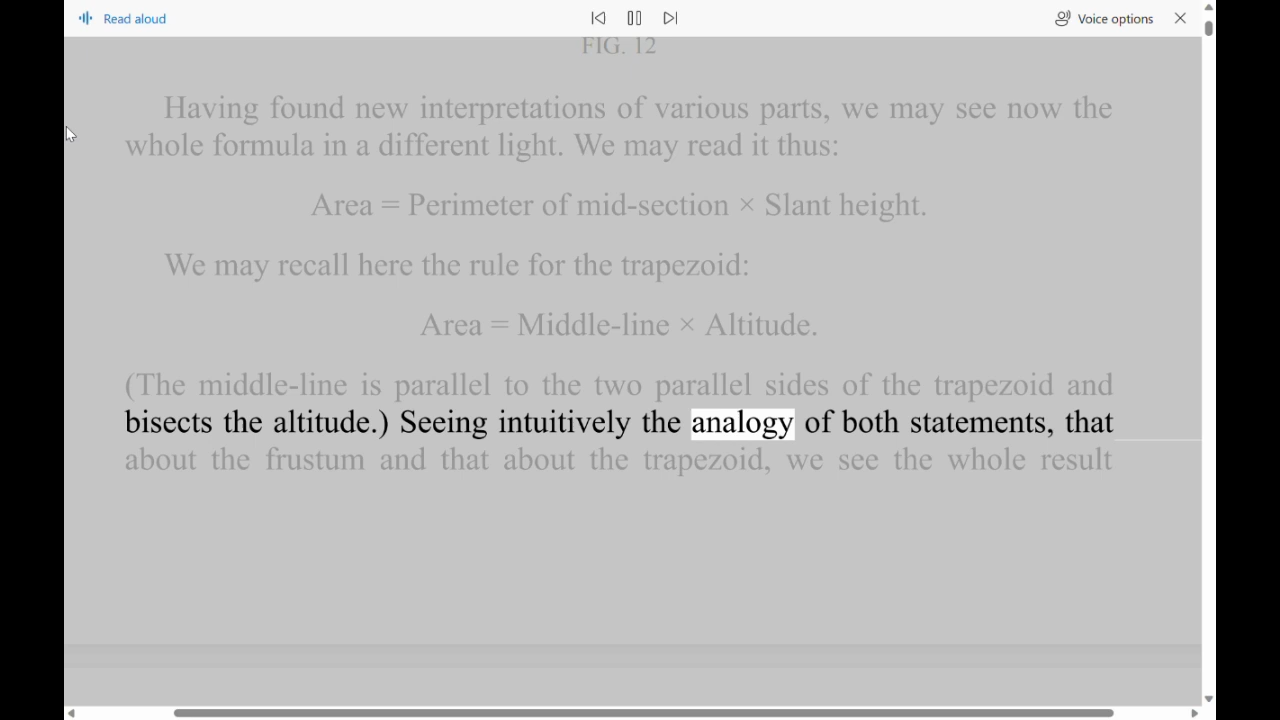 Read aloud
Voice options
FIG. 12
Having found new interpretations of various parts, we may see now the
whole formula in a different light. We may read it thus:
Area = Perimeter of mid-section × Slant height.
We may recall here the rule for the trapezoid:
Area = Middle-line × Altitude.
(The middle-line is parallel to the two parallel sides of the trapezoid and
bisects the altitude.) Seeing intuitively the analogy of both statements, that
about the frustum and that about the trapezoid, we see the whole result